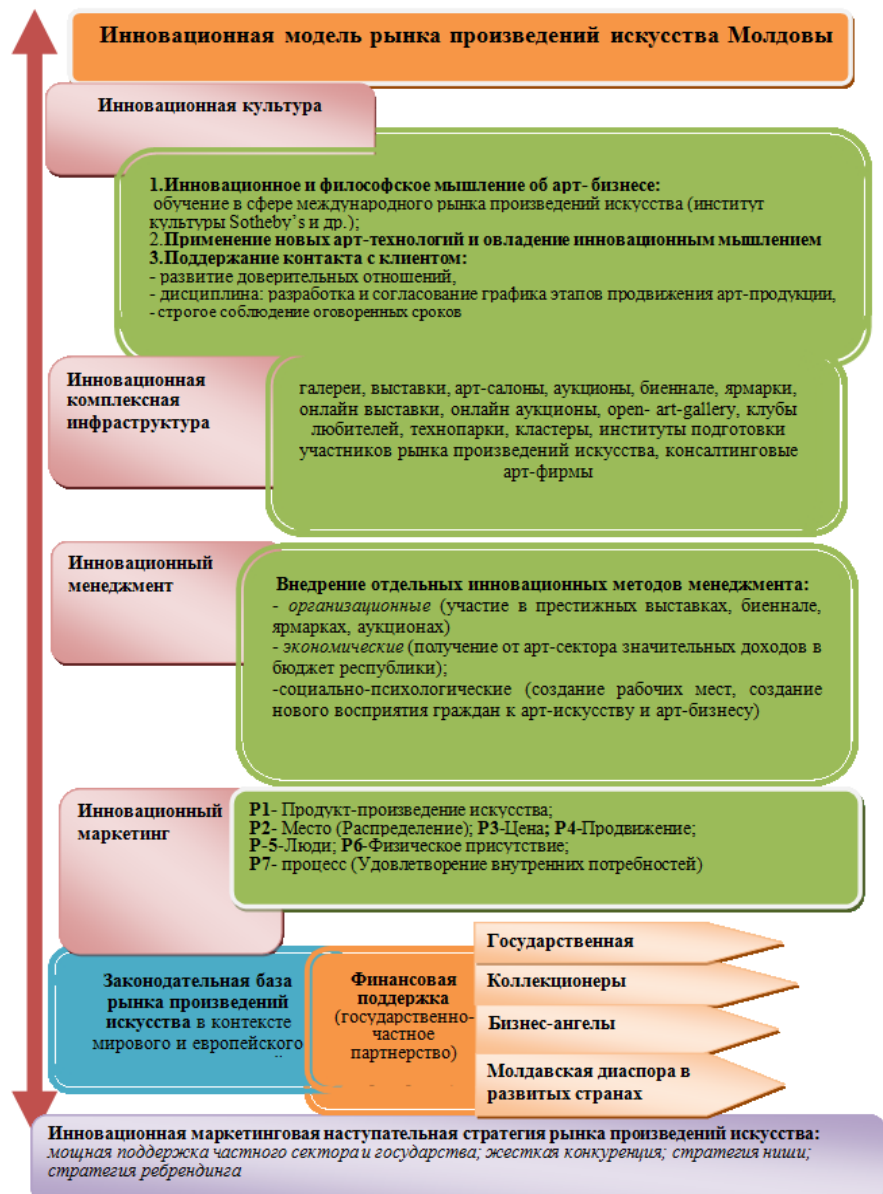 Инновационная модель рынка произведений искусства Молдовы
Инновационная культура
1.Инновационное и философское мышление об арт- бизнесе:
обучение в сфере международного рынка произведений искусства (институт
культуры Sotheby's и др.);
2.Применение новых арт-технологий и овладение инновационным мышлением
3.Поддержание контакта с клиентом:
- развитие доверительных отношений,
- дисциплина: разработка и согласование графика этапов продвижения арт-продукции,
- строгое соблюдение оговоренных сроков
Инновационная
комплексная
инфраструктура
галереи, выставки, арт-салоны, аукционы, биеннале, ярмарки,
онлайн выставки, онлайн аукционы, open- art-gallery, клубы
любителей, технопарки, кластеры, институты подготовки
участников рынка произведений искусства, консалтинговые
арт-фирмы
Инновационный
менеджмент
Внедрение отдельных инновационных методов менеджмента:
- организационные (участие в престижных выставках, биеннале,
ярмарках, аукционах)
- экономические (получение от арт-сектора значительных доходов в
бюджет республики);
-социально-психологические (создание рабочих мест, создание
нового восприятия граждан к арт-искусству и арт-бизнесу)
Инновационный
маркетинг
Р1- Продукт-произведение искусства;
Р2- Место (Распределение); Р3-Цена; Р4-Продвижение;
Р-5-Люди; Р6-Физическое присутствие;
Р7- процесс (Удовлетворение внутренних потребностей)
Законодательная база
рынка произведений
искусства в контексте
мирового и европейского
Финансовая
поддержка
(государственно-
частное
партнерство)
Государственная
Коллекционеры
Бизнес-ангелы
Молдавская диаспора в
развитых странах
Инновационная маркетинговая наступательная стратегия рынка произведений искусства:
мощная поддержка частного сектора и государства; жесткая конкуренция; стратегия ниши;
стратегия ребрендинга